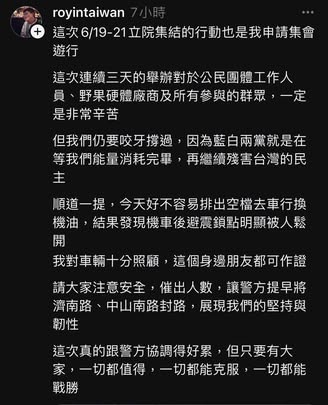 royintaiwan 7小時
這次 6/19-21立院集結的行動也是我申請集會
遊行
這次連續三天的舉辦對於公民團體工作人
員、野果硬體廠商及所有參與的群眾，一定
是非常辛苦
但我們仍要咬牙撐過，因為藍白兩黨就是在
等我們能量消耗完畢，再繼續殘害台灣的民
主
順道一提，今天好不容易排出空檔去車行換
機油，結果發現機車後避震鎖點明顯被人鬆
開
我對車輛十分照顧，這個身邊朋友都可作證
請大家注意安全，催出人數，讓警方提早將
濟南路、中山南路封路，展現我們的堅持與
韌性
這次真的跟警方協調得好累，但只要有大
家，一切都值得，一切都能克服，一切都能
戰勝